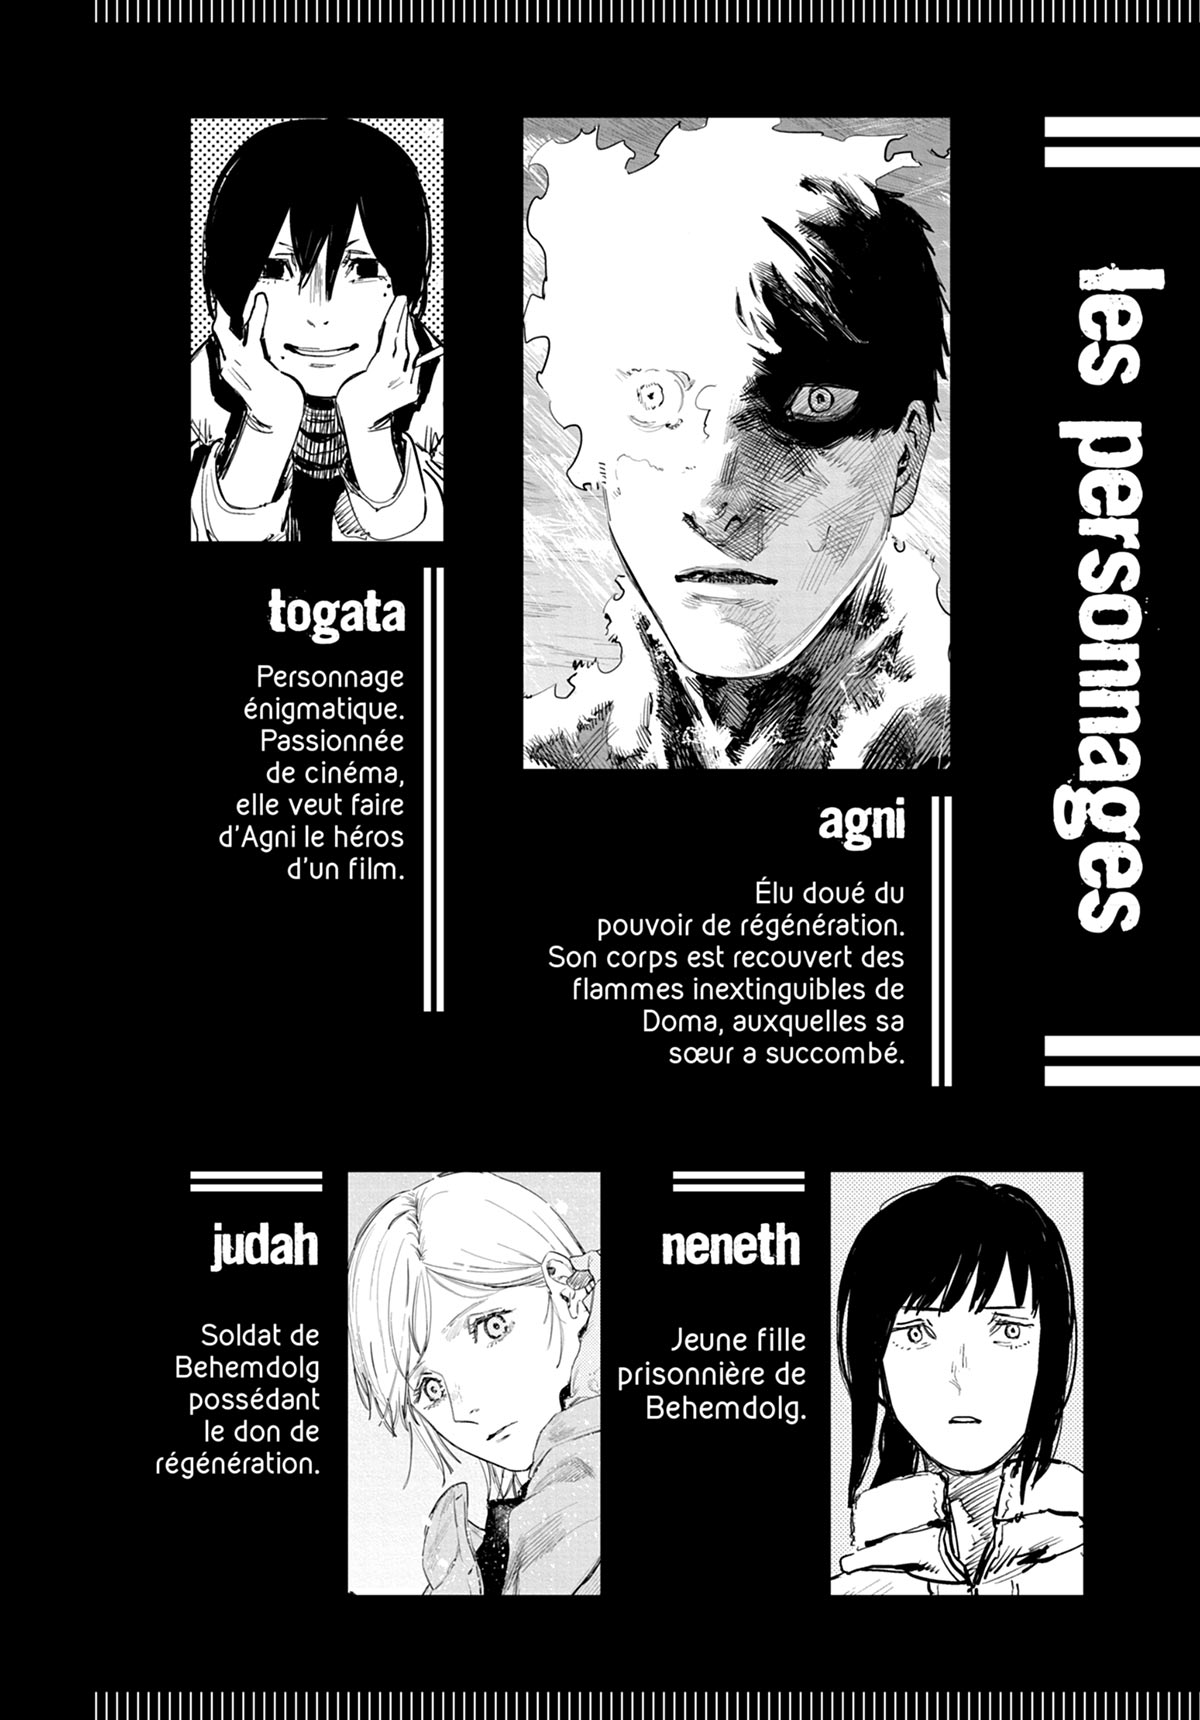 les personnages
agni
Élu doué du
pouvoir de régénération.
Son corps est recouvert des
flammes inextinguibles de
Doma, auxquelles sa
sœur a succombé.
togata
Personnage
énigmatique.
Passionnée
de cinéma,
elle veut faire
d'Agni le héros
d'un film.
neneth
Jeune fille
prisonnière de
Behemdolg.
judah
Soldat de
Behemdolg
possédant
le don de
régénération.